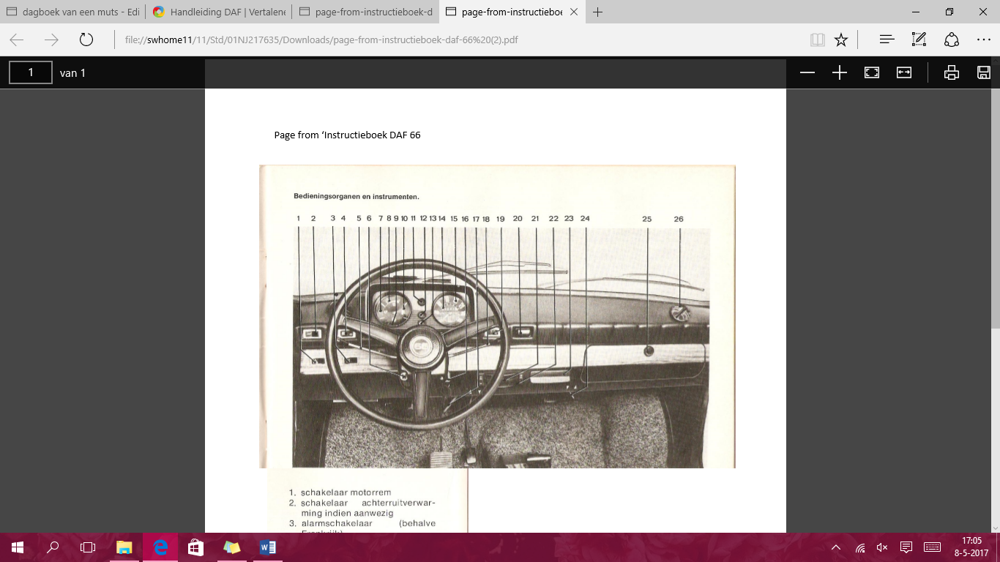 dagboek van een muts - Edi
Handleiding DAF | Vertalene
page-from-instructieboek-d
page-from-instructieboe
file://swhome11/11/Std/01NJ217635/Downloads/page-from-instructieboek-daf-66%20(2).pdf
1 van 1
Page from ‘Instructieboek DAF 66
Bedieningsorganen en instrumenten.
1 2 3 4 5 6 7 8 9 10 11 12 13 14 15 16 17 18 19 20 21 22 23 24 25 26
1. schakelaar motorrem
2. schakelaar achterruitverwar-
ming indien aanwezig
3. alarmschakelaar (behalve
17:05
8-5-2017